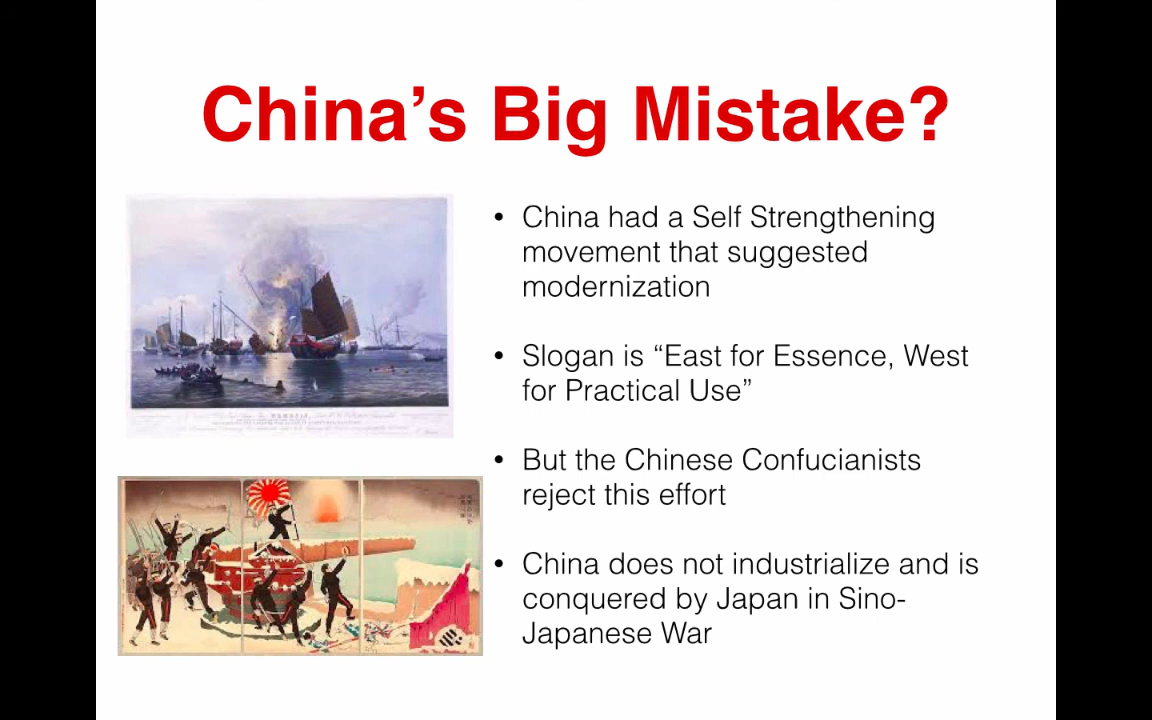 China’s Big Mistake?
• China had a Self Strengthening
movement that suggested
modernization
• Slogan is “East for Essence, West
for Practical Use”
• But the Chinese Confucianists
reject this effort
• China does not industrialize and is
conquered by Japan in Sino-
Japanese War